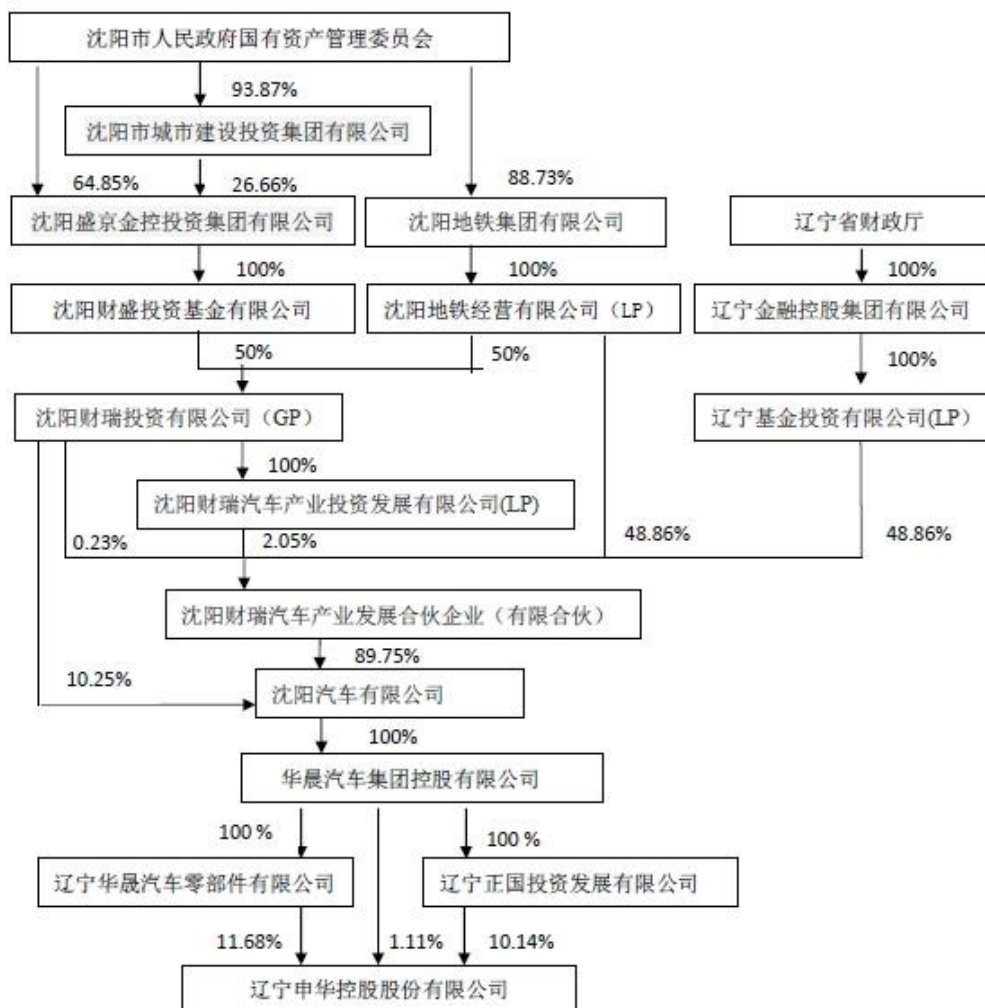 沈阳市人民政府国有资产管理委员会
93.87%
沈阳市城市建设投资集团有限公司
64.85%
26.66%
88.73%
沈阳盛京金控投资集团有限公司
沈阳地铁集团有限公司
辽宁省财政厅
100%
100%
100%
沈阳财盛投资基金有限公司
沈阳地铁经营有限公司（LP）
辽宁金融控股集团有限公司
50%
50%
100%
沈阳财瑞投资有限公司（GP）
辽宁基金投资有限公司(LP）
100%
沈阳财瑞汽车产业投资发展有限公司(LP)
0.23%
2.05%
48.86%
48.86%
沈阳财瑞汽车产业发展合伙企业（有限合伙）
89.75%
10.25%
沈阳汽车有限公司
100%
华晨汽车集团控股有限公司
100 %
100 %
辽宁华晟汽车零部件有限公司
辽宁正国投资发展有限公司
11.68%
1.11%
10.14%
辽宁申华控股股份有限公司